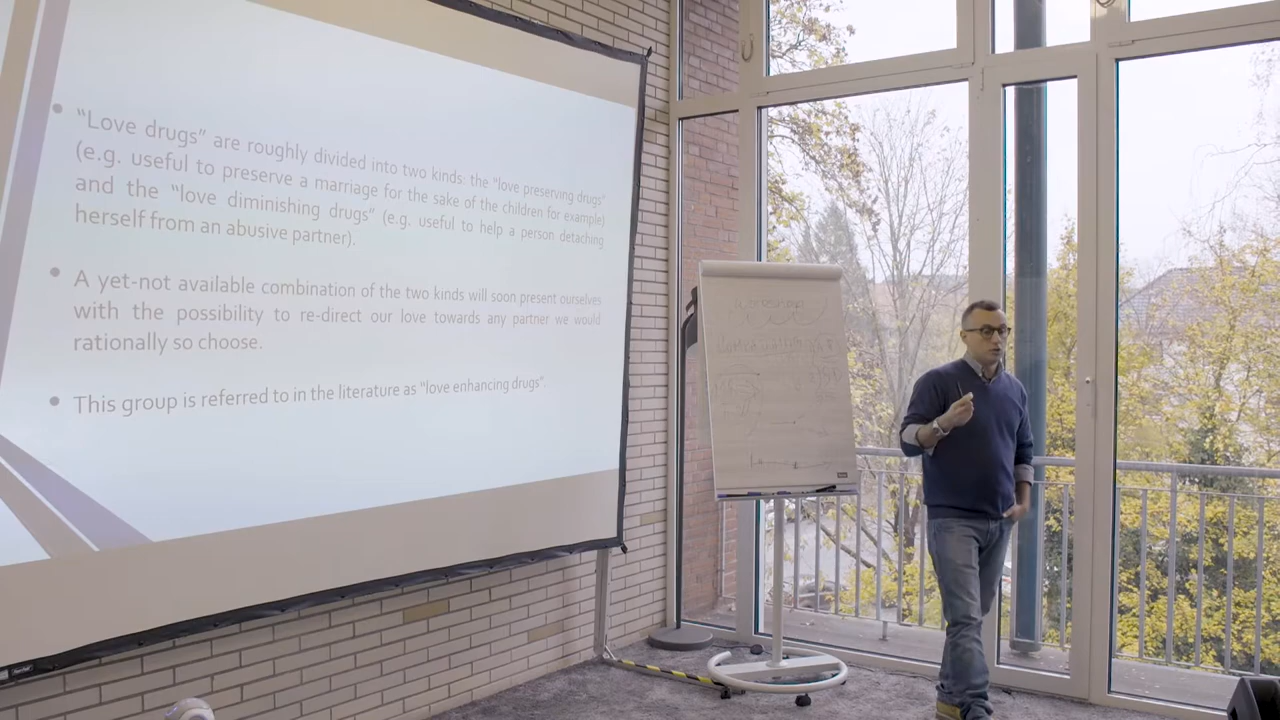 “Love drugs” are roughly divided into two kinds: the “love preserving drugs”
(e.g. useful to preserve a marriage for the sake of the children for example)
and the “love diminishing drugs” (e.g. useful to help a person detaching
herself from an abusive partner).
A yet-not available combination of the two kinds will soon present ourselves
with the possibility to re-direct our love towards any partner we would
rationally so choose.
This group is referred to in the literature as “love enhancing drugs”.